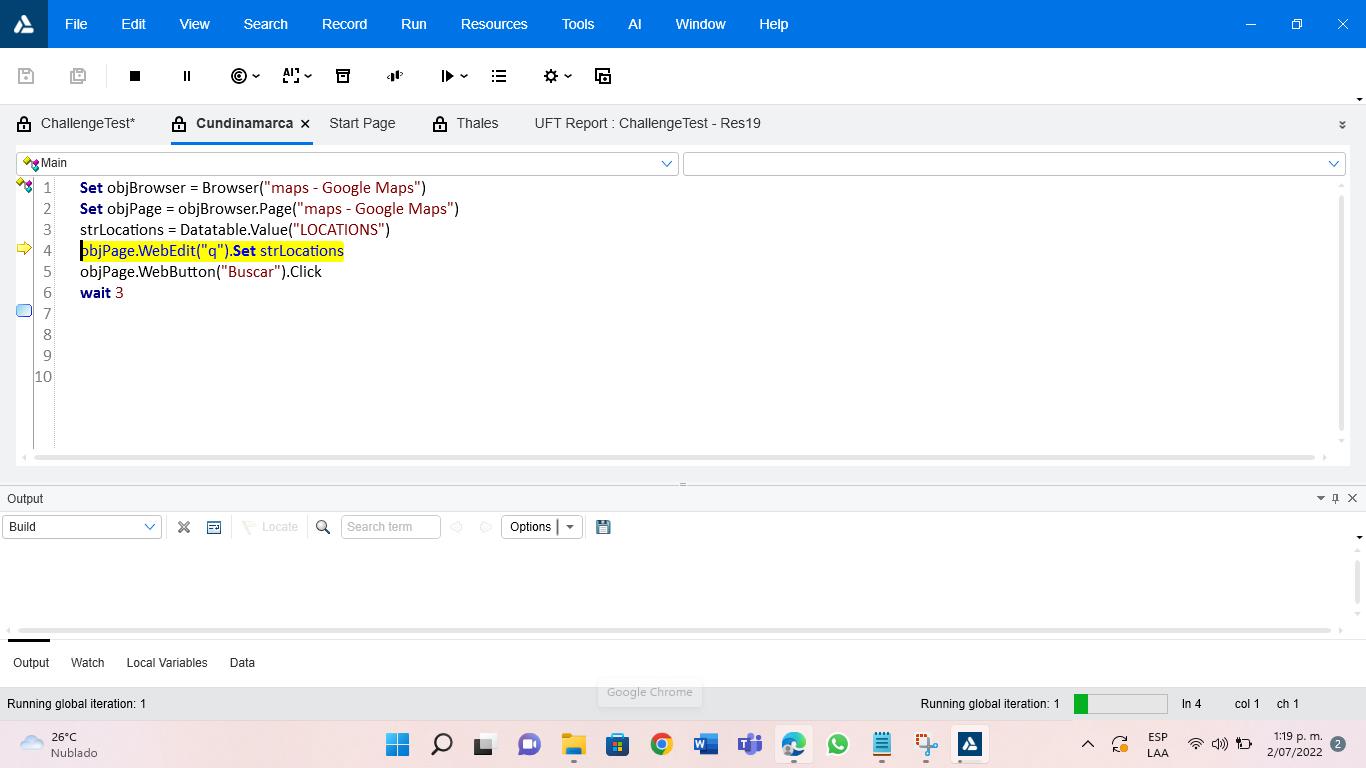 File Edit View Search Record Run Resources Tools AI Window Help
ChallengeTest* Cundinamarca Start Page Thales UFT Report : ChallengeTest - Res19
Main
1 Set objBrowser = Browser("maps - Google Maps")
2 Set objPage = objBrowser.Page("maps - Google Maps")
3 strLocations = Datatable.Value("LOCATIONS")
4 objPage.WebEdit("q").Set strLocations
5 objPage.WebButton("Buscar").Click
6 wait 3
7
8
9
10
Output
Build Locate Search term Options
Output Watch Local Variables Data
Google Chrome
Running global iteration: 1 Running global iteration: 1 ln 4 col 1 ch 1
26°C
Nublado
ESP
LAA
1:19 p. m.
2/07/2022
2